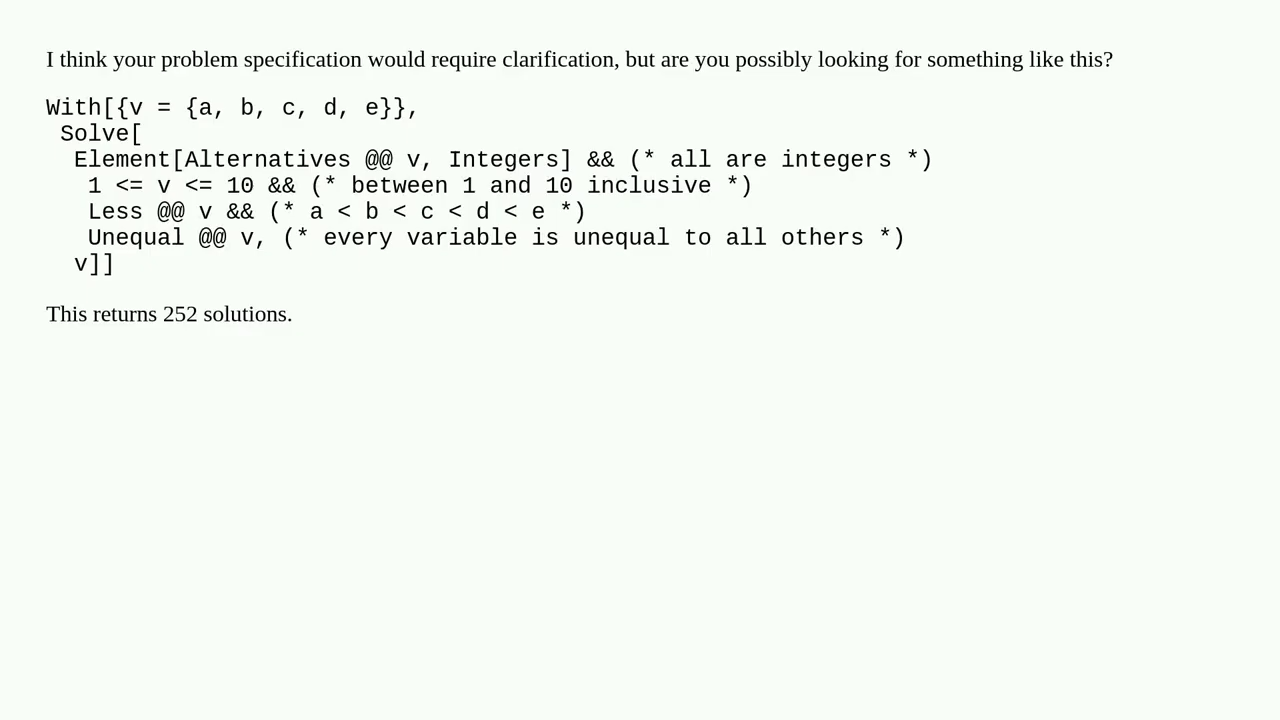 I think your problem specification would require clarification, but are you possibly looking for something like this?
With[{v = {a, b, c, d, e}},
 Solve[
  Element[Alternatives @@ v, Integers] && (* all are integers *)
   1 <= v <= 10 && (* between 1 and 10 inclusive *)
   Less @@ v && (* a < b < c < d < e *)
   Unequal @@ v, (* every variable is unequal to all others *)
  v]]
This returns 252 solutions.